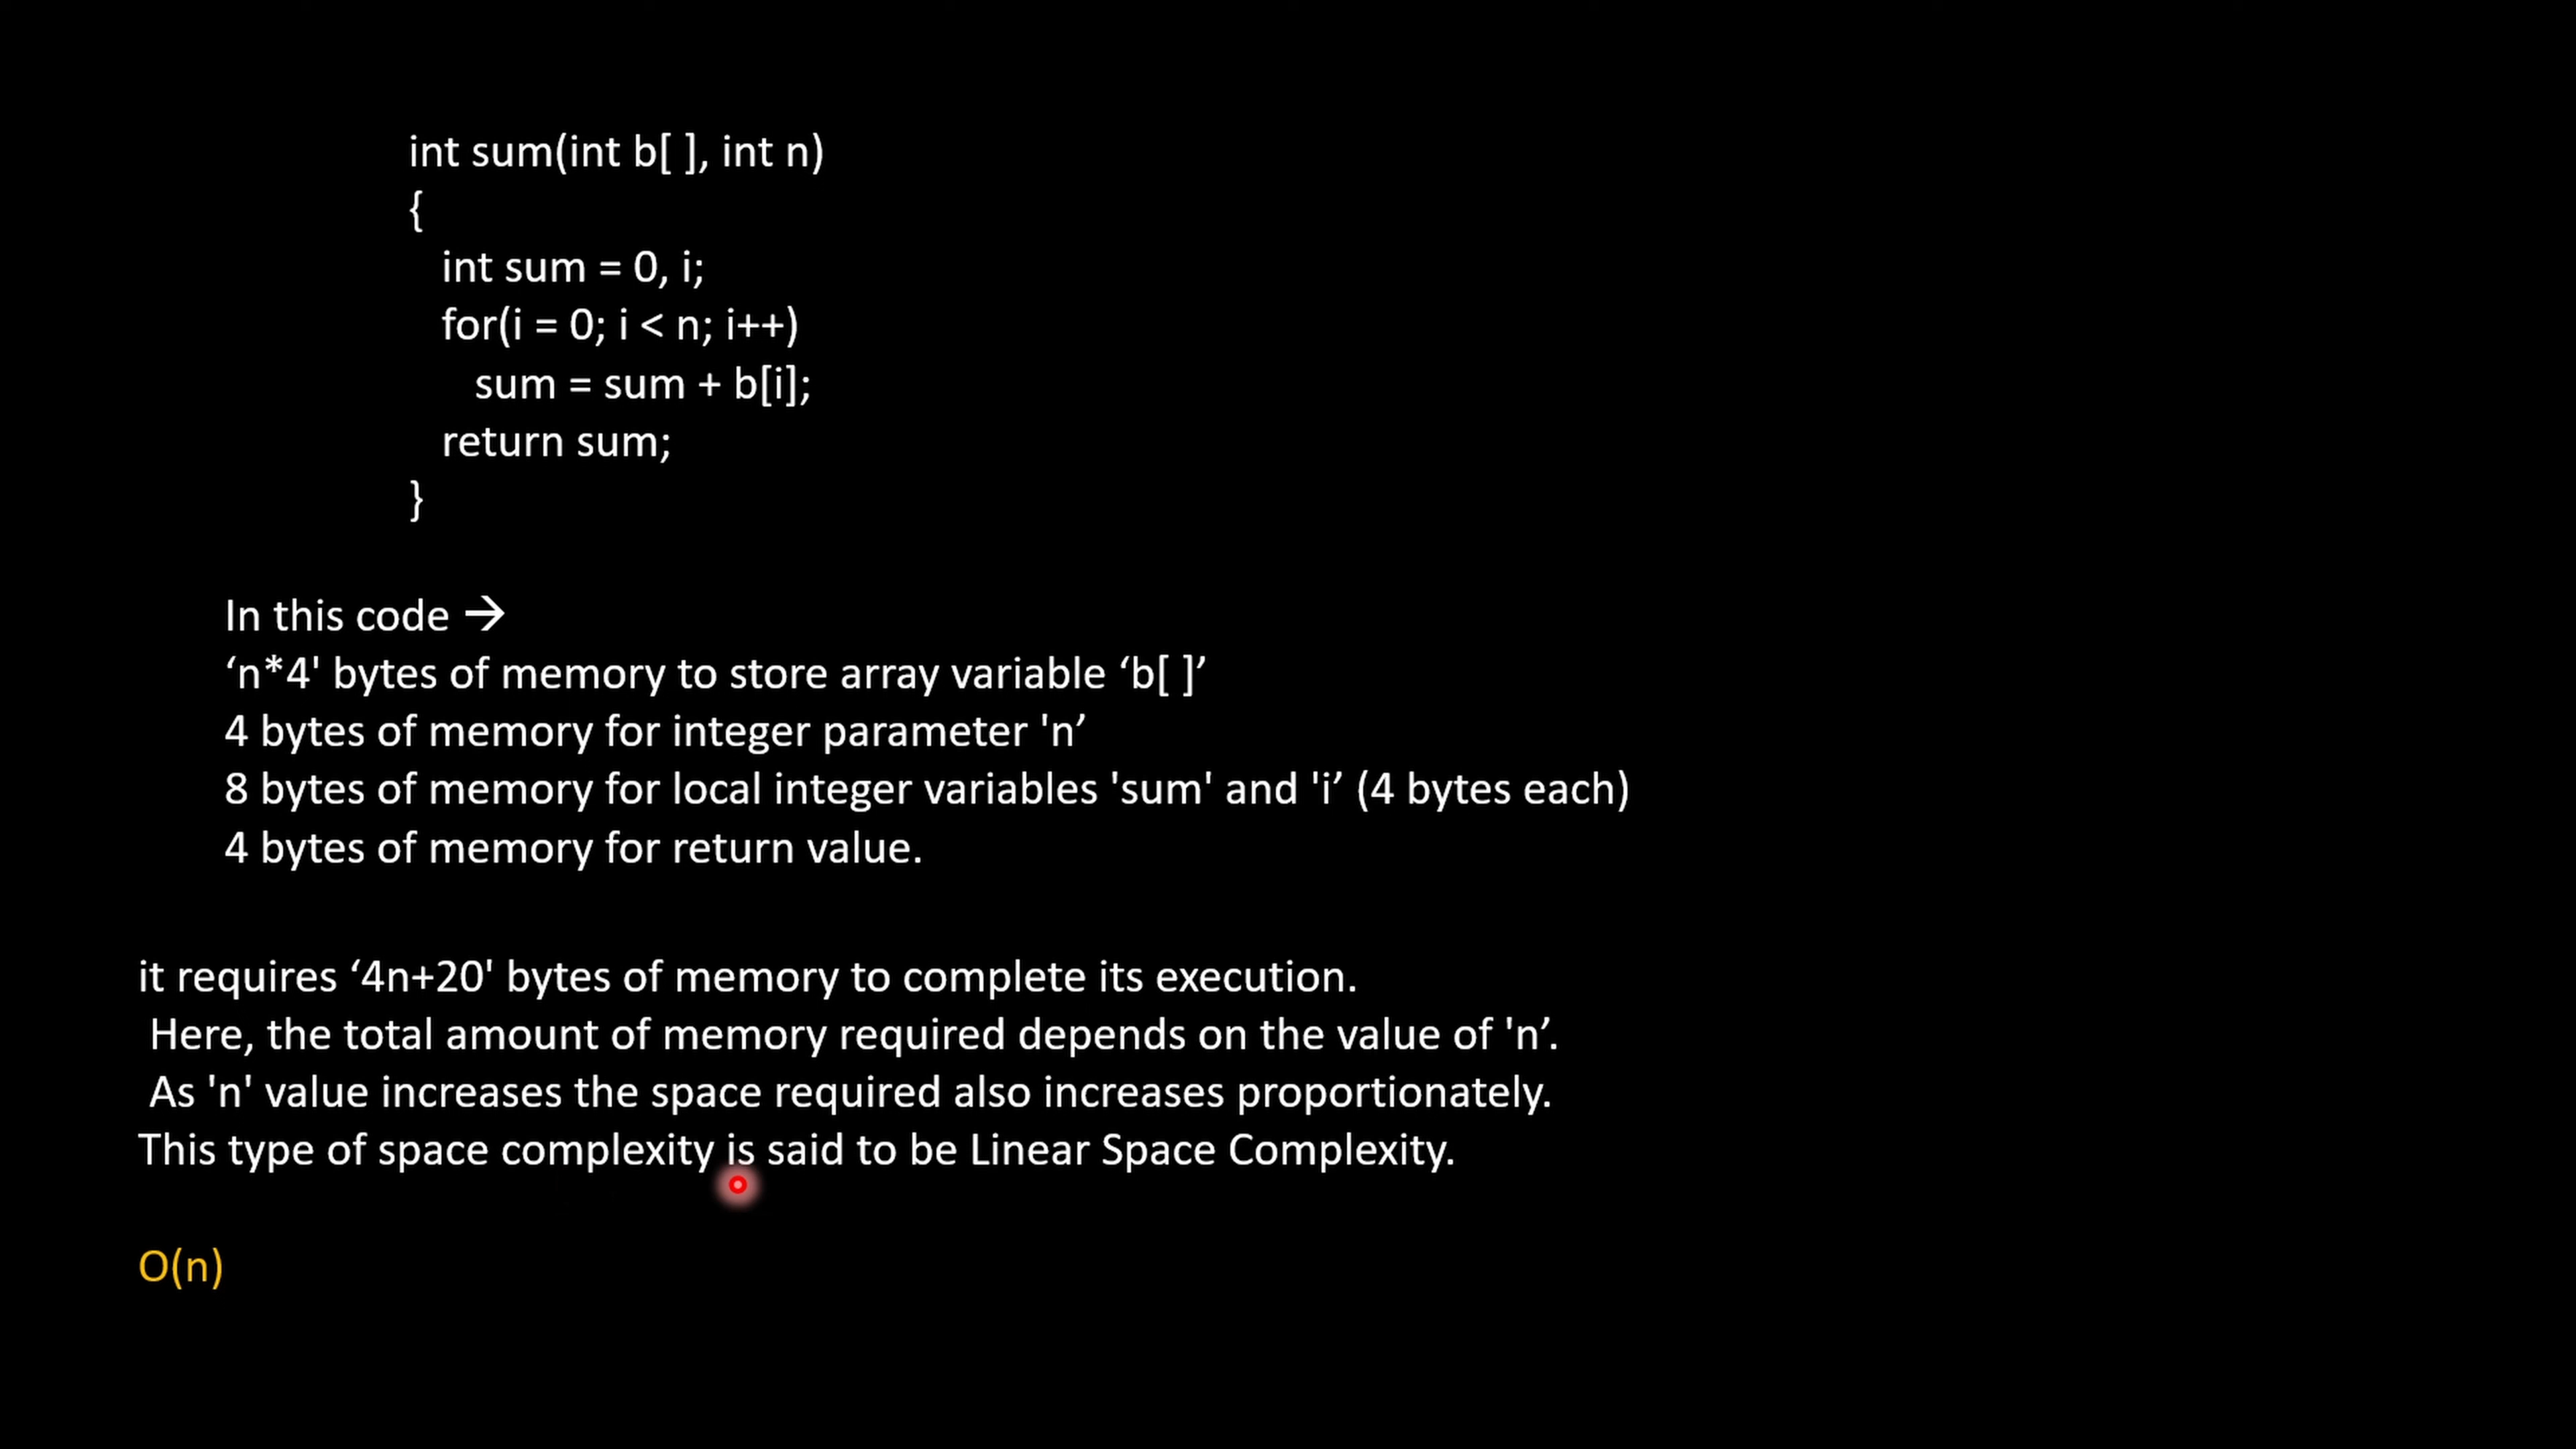 int sum(int b[ ], int n)
{
int sum = 0, i;
for(i = 0; i < n; i++)
sum = sum + b[i];
return sum;
}
In this code →
‘n*4' bytes of memory to store array variable ‘b[ ]’
4 bytes of memory for integer parameter 'n’
8 bytes of memory for local integer variables 'sum' and 'i’ (4 bytes each)
4 bytes of memory for return value.
it requires ‘4n+20' bytes of memory to complete its execution.
Here, the total amount of memory required depends on the value of 'n’.
As 'n' value increases the space required also increases proportionately.
This type of space complexity is said to be Linear Space Complexity.
O(n)